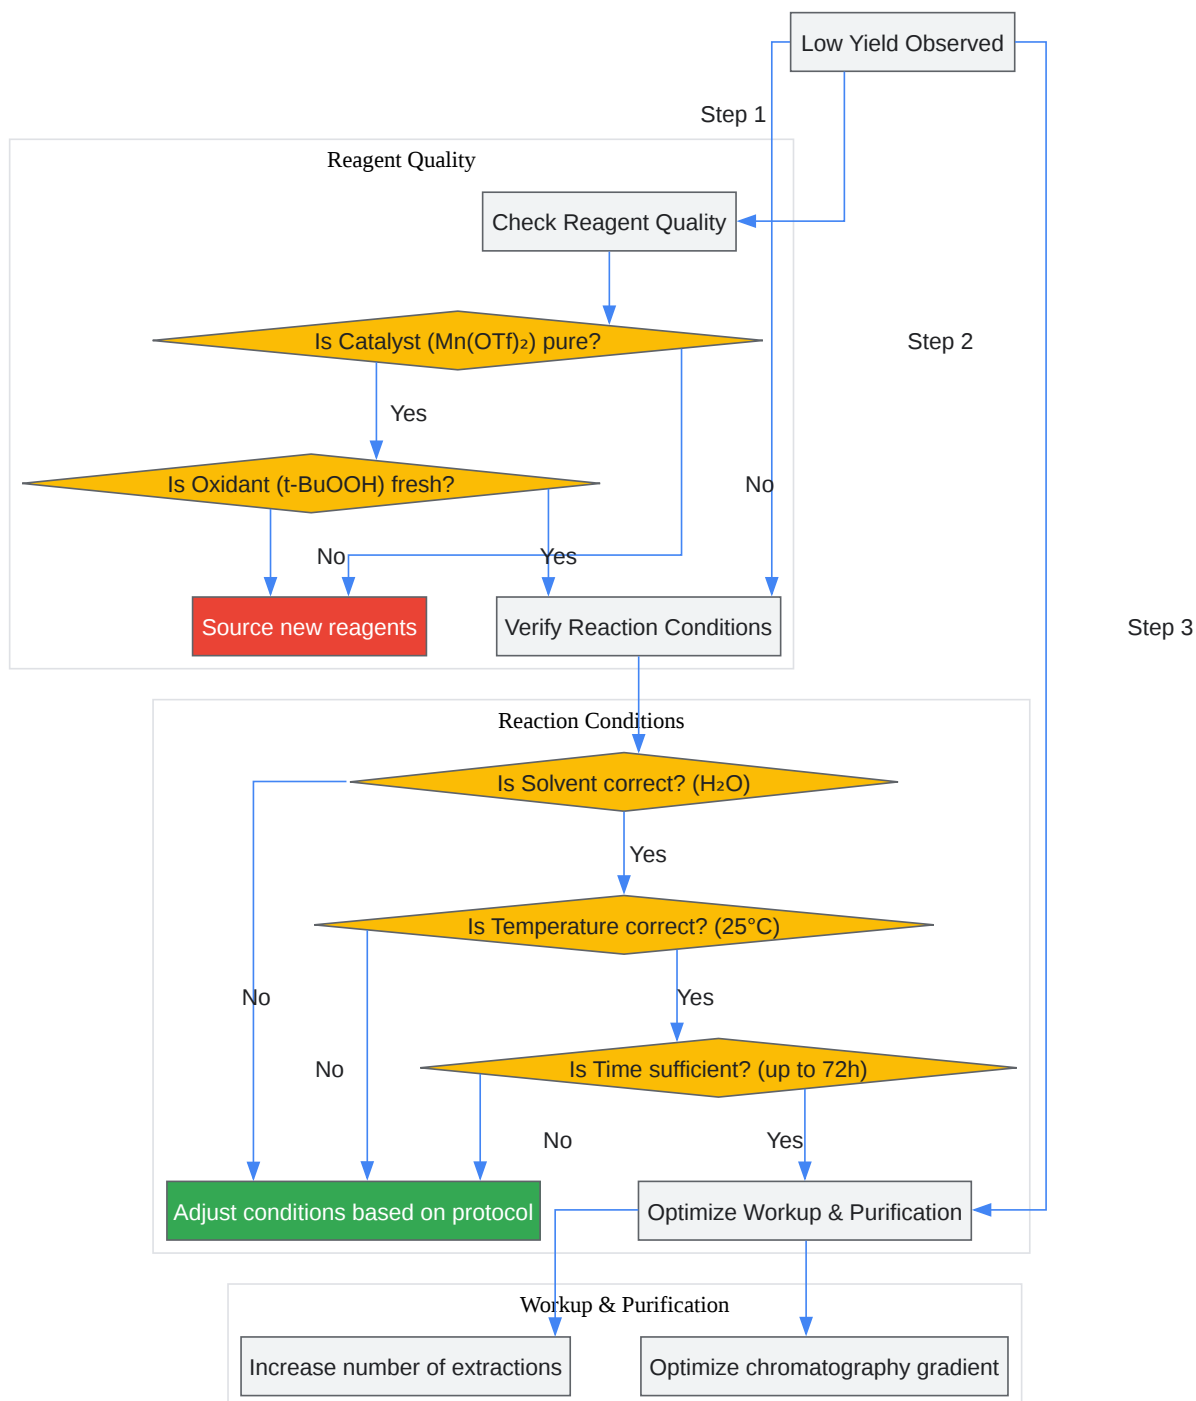 Low Yield Observed
Step 1
Reagent Quality
Check Reagent Quality
Is Catalyst (Mn(OTf)₂) pure?
Step 2
Yes
Is Oxidant (t-BuOOH) fresh?
No
No
Yes
Source new reagents
Verify Reaction Conditions
Step 3
Reaction Conditions
Is Solvent correct? (H₂O)
Yes
Is Temperature correct? (25°C)
No
Yes
No
Is Time sufficient? (up to 72h)
No
Yes
Adjust conditions based on protocol
Optimize Workup & Purification
Workup & Purification
Increase number of extractions
Optimize chromatography gradient